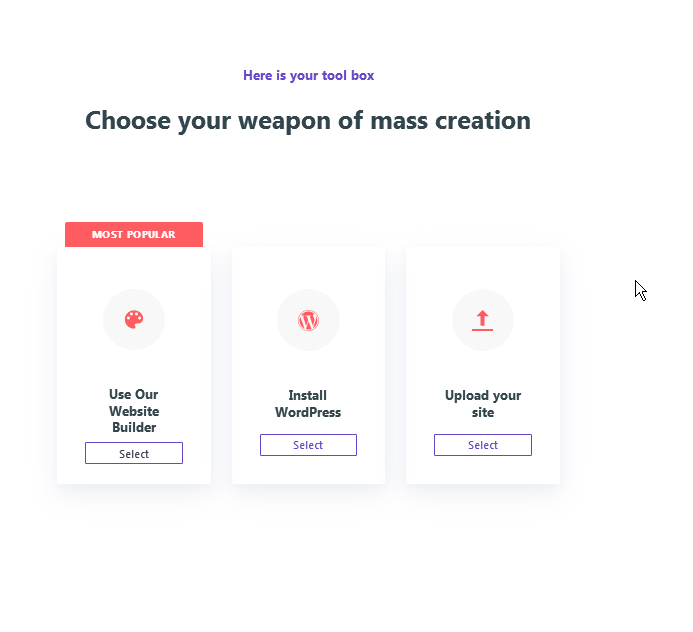 Here is your tool box
Choose your weapon of mass creation
MOST POPULAR
Use Our
Website
Builder
Select
Install
WordPress
Select
Upload your
site
Select